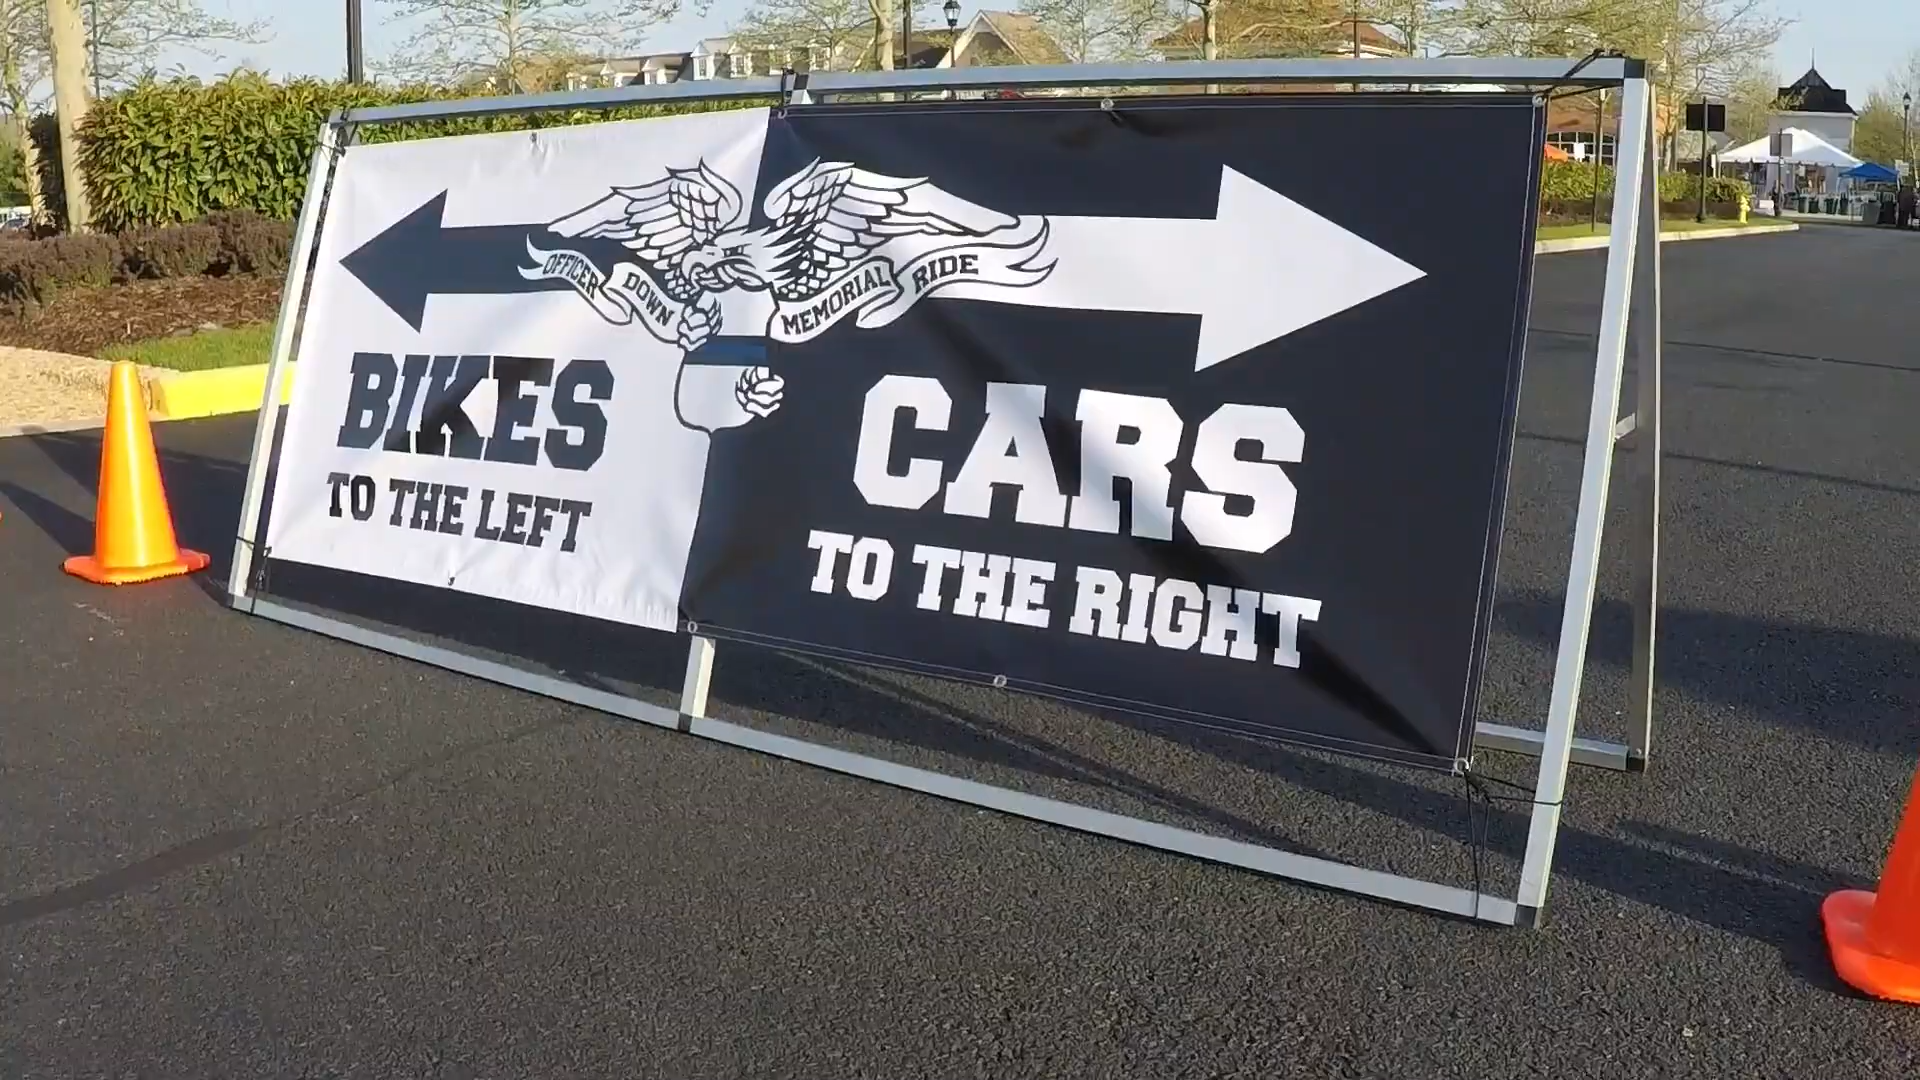 OFFICER DOWN MEMORIAL RIDE
BIKES
TO THE LEFT
CARS
TO THE RIGHT